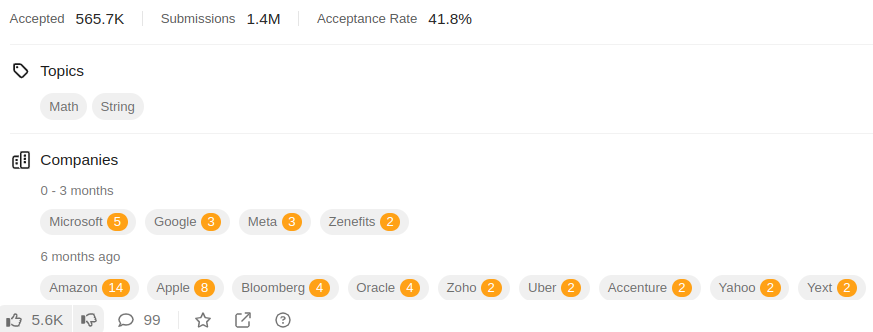 Accepted 565.7K Submissions 1.4M Acceptance Rate 41.8%
Topics
Math String
Companies
0 - 3 months
Microsoft 5 Google 3 Meta 3 Zenefits 2
6 months ago
Amazon 14 Apple 8 Bloomberg 4 Oracle 4 Zoho 2 Uber 2 Accenture 2 Yahoo 2 Yext 2
5.6K 99